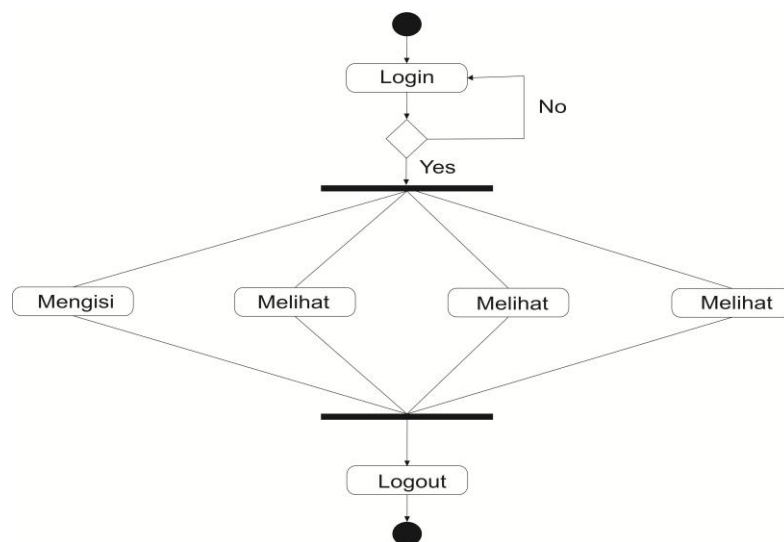 Login
No
Yes
Mengisi
Melihat
Melihat
Melihat
Logout